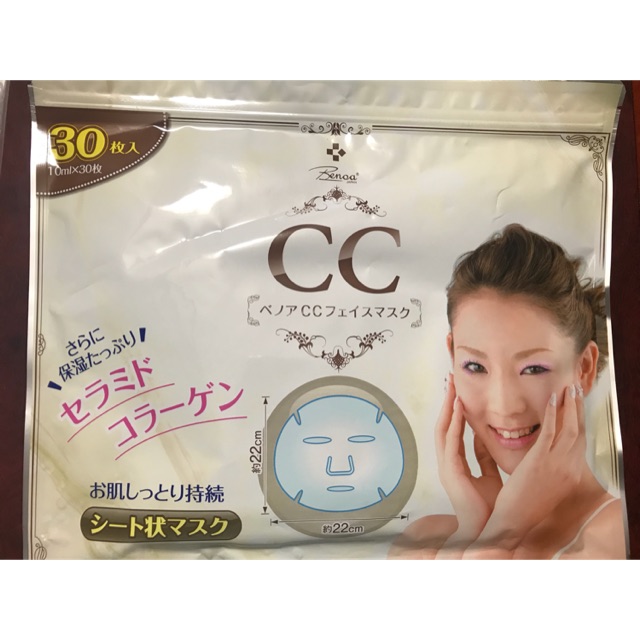 30枚入
10ml×30枚
Benoa
CC
ベノアCCフェイスマスク
さらに
保湿たっぷり
セラミド
コラーゲン
約22cm
約22cm
お肌しっとり持続
シート状マスク